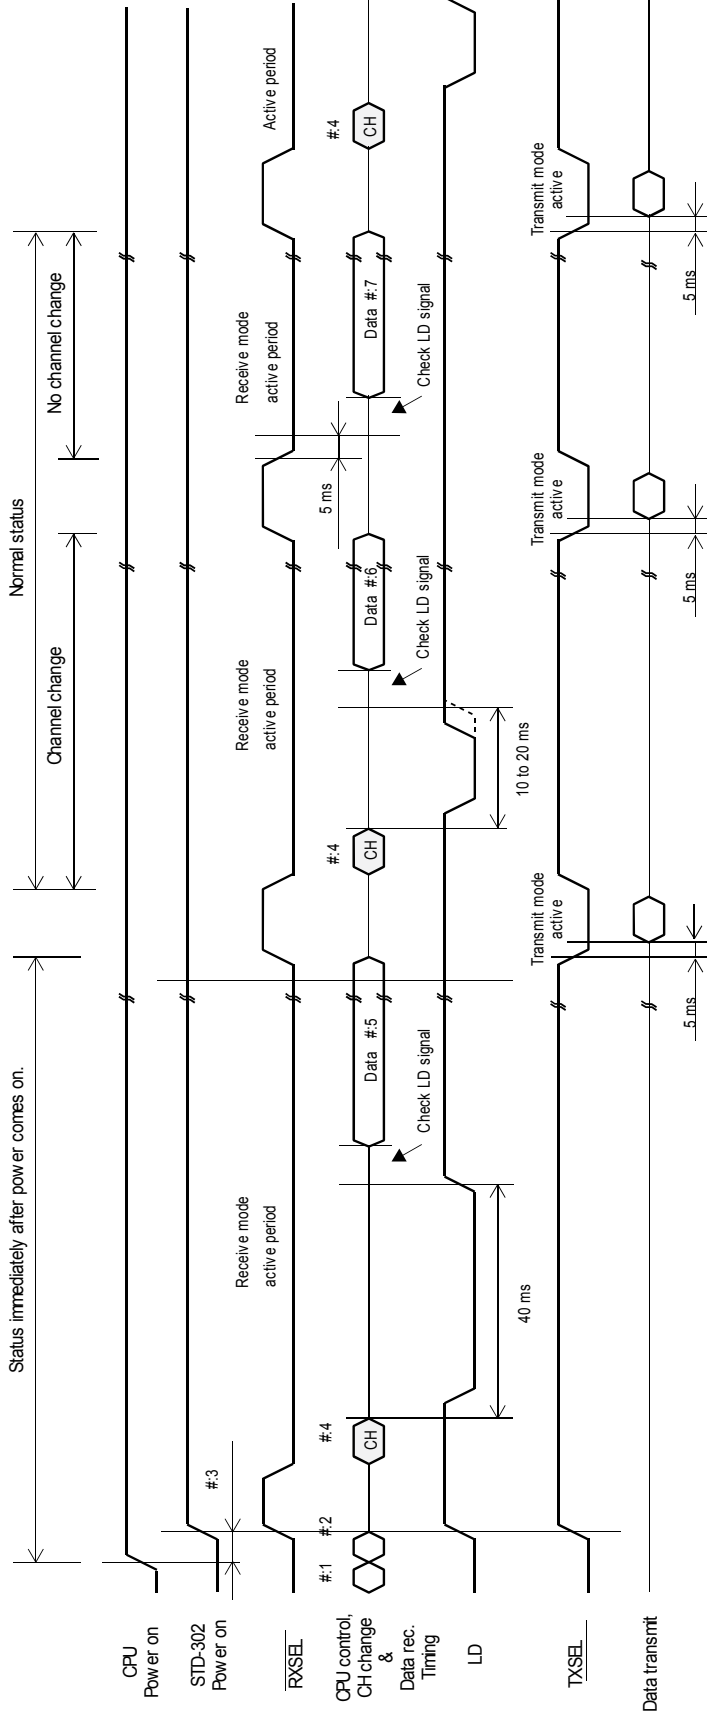 Status immediately after power comes on.
Normal status
Channel change
No channel change
CPU
Power on
STD-302
Power on
#:3
RXSEL
Receive mode
active period
Receive mode
active period
Receive mode
active period
Active period
5 ms
CPU control,
CH change
&
Data rec.
Timing
#:1
#:2
#:4
CH
Data #:5
#:4
CH
Data #:6
Data #:7
#:4
CH
Check LD signal
Check LD signal
Check LD signal
LD
40 ms
10 to 20 ms
TXSEL
Transmit mode
active
Transmit mode
active
Transmit mode
active
Data transmit
5 ms
5 ms
5 ms